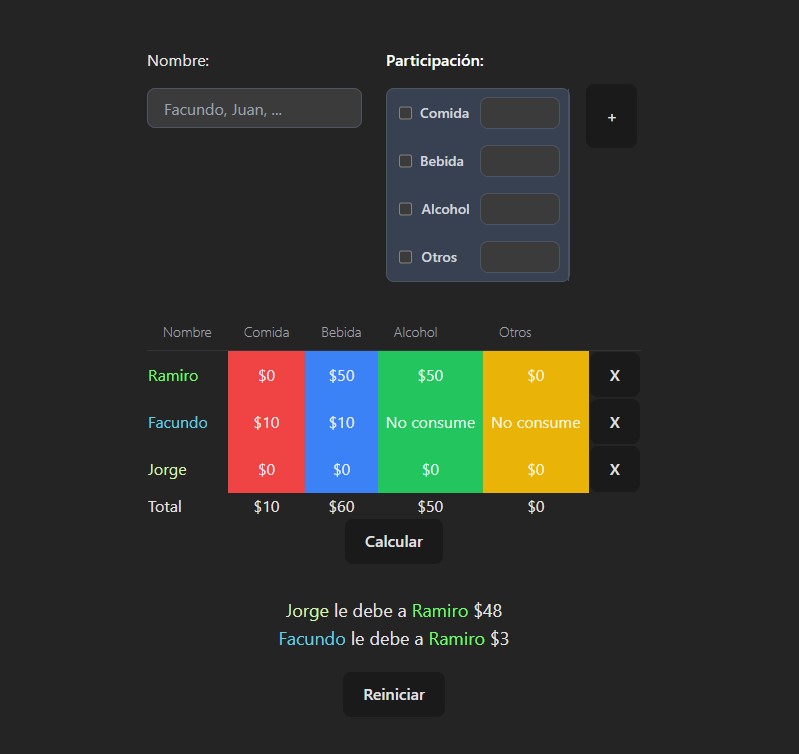 Nombre: Participación:
Facundo, Juan, ...
Comida
+
Bebida
Alcohol
Otros
Nombre Comida Bebida Alcohol Otros
Ramiro $0 $50 $50 $0 X
Facundo $10 $10 No consume No consume X
Jorge $0 $0 $0 $0 X
Total $10 $60 $50 $0
Calcular
Jorge le debe a Ramiro $48
Facundo le debe a Ramiro $3
Reiniciar